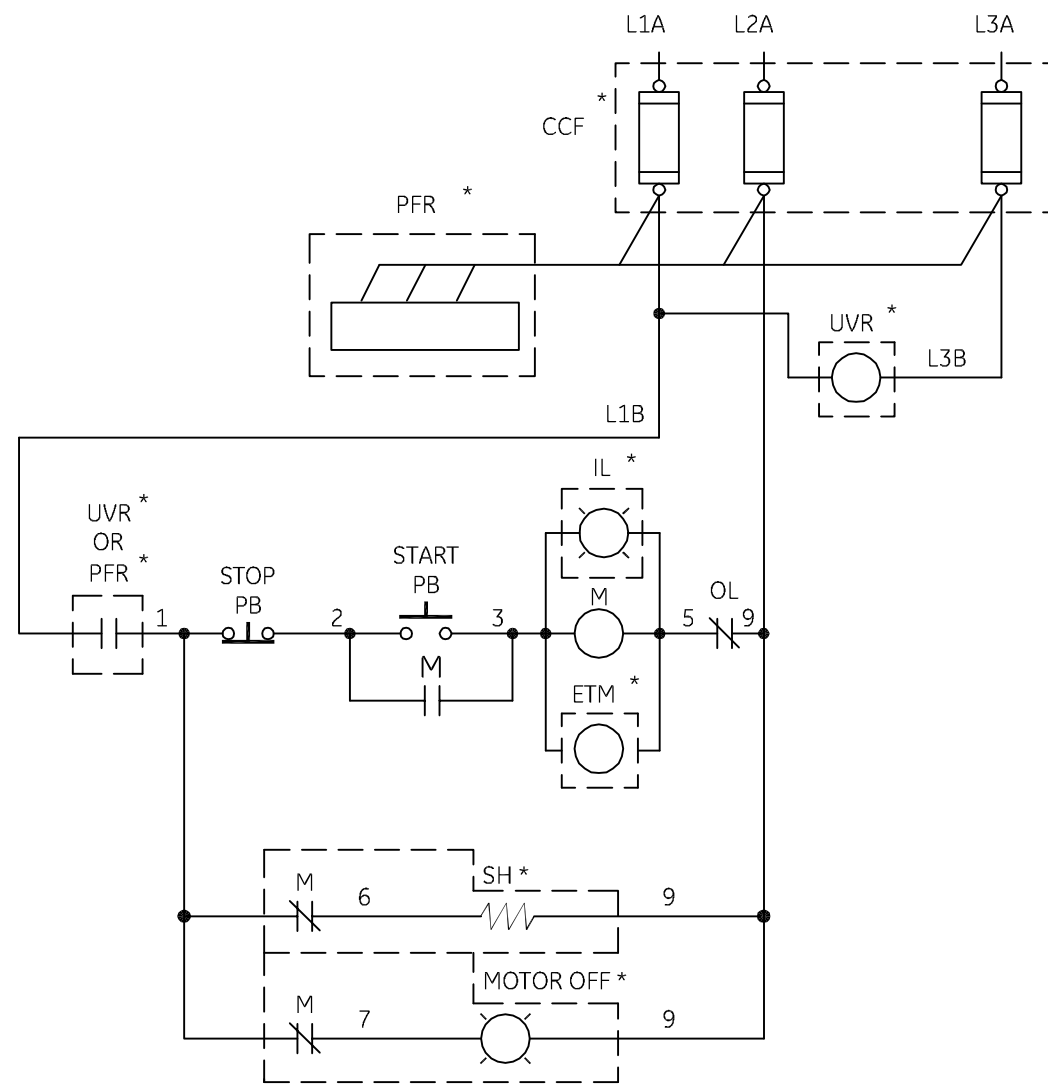 L1A L2A L3A
CCF *
PFR *
UVR *
L3B
L1B
IL *
UVR *
OR
PFR *
STOP
PB
START
PB
M
OL
1 2 3 5 9
M
ETM *
SH *
M 6 9
MOTOR OFF *
M 7 9